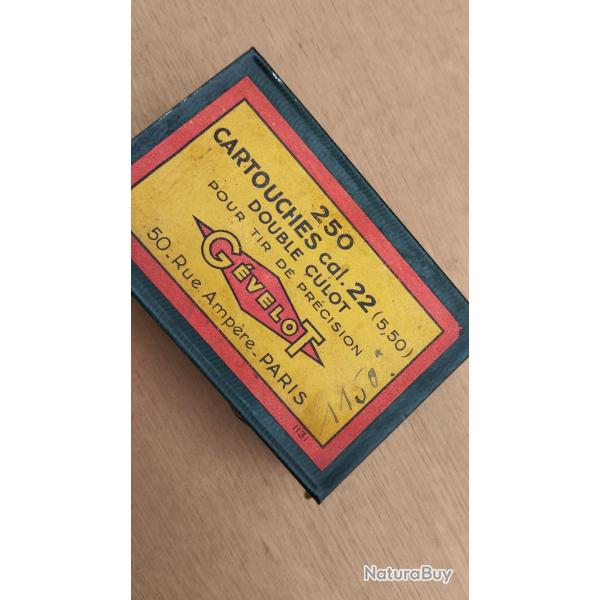 250
CARTOUCHES cal.22 (5,50)
DOUBLE CULOT
POUR TIR DE PRÉCISION
GÉVELOT
50-Rue Ampère-PARIS
1150
1131
NaturaBuy